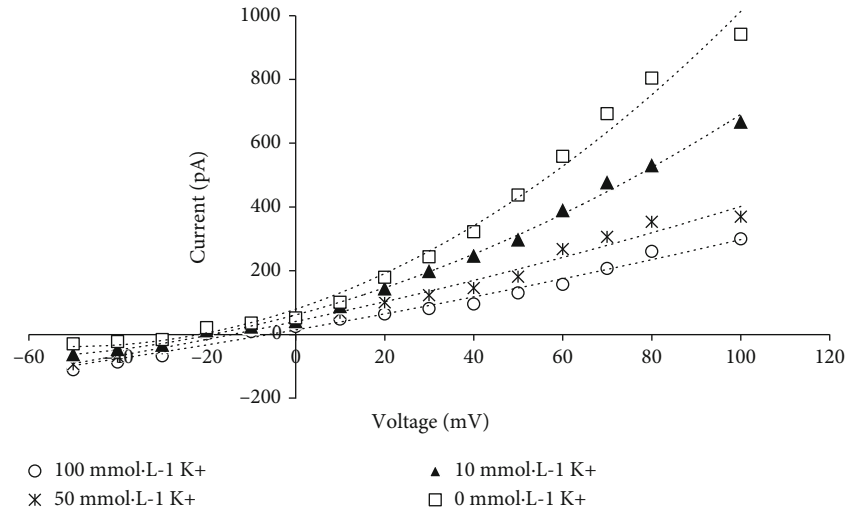 1000
800
600
400
200
0
−200
−60
−40
−20
0
20
40
60
80
100
120
Current (pA)
Voltage (mV)
100 mmol·L-1 K+
50 mmol·L-1 K+
10 mmol·L-1 K+
0 mmol·L-1 K+